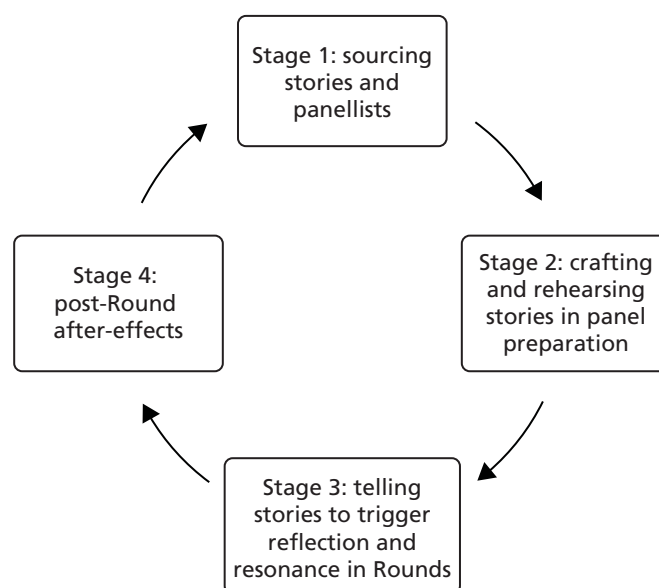 Stage 1: sourcing
stories and
panellists
Stage 2: crafting
and rehearsing
stories in panel
preparation
Stage 3: telling
stories to trigger
reflection and
resonance in Rounds
Stage 4:
post-Round
after-effects